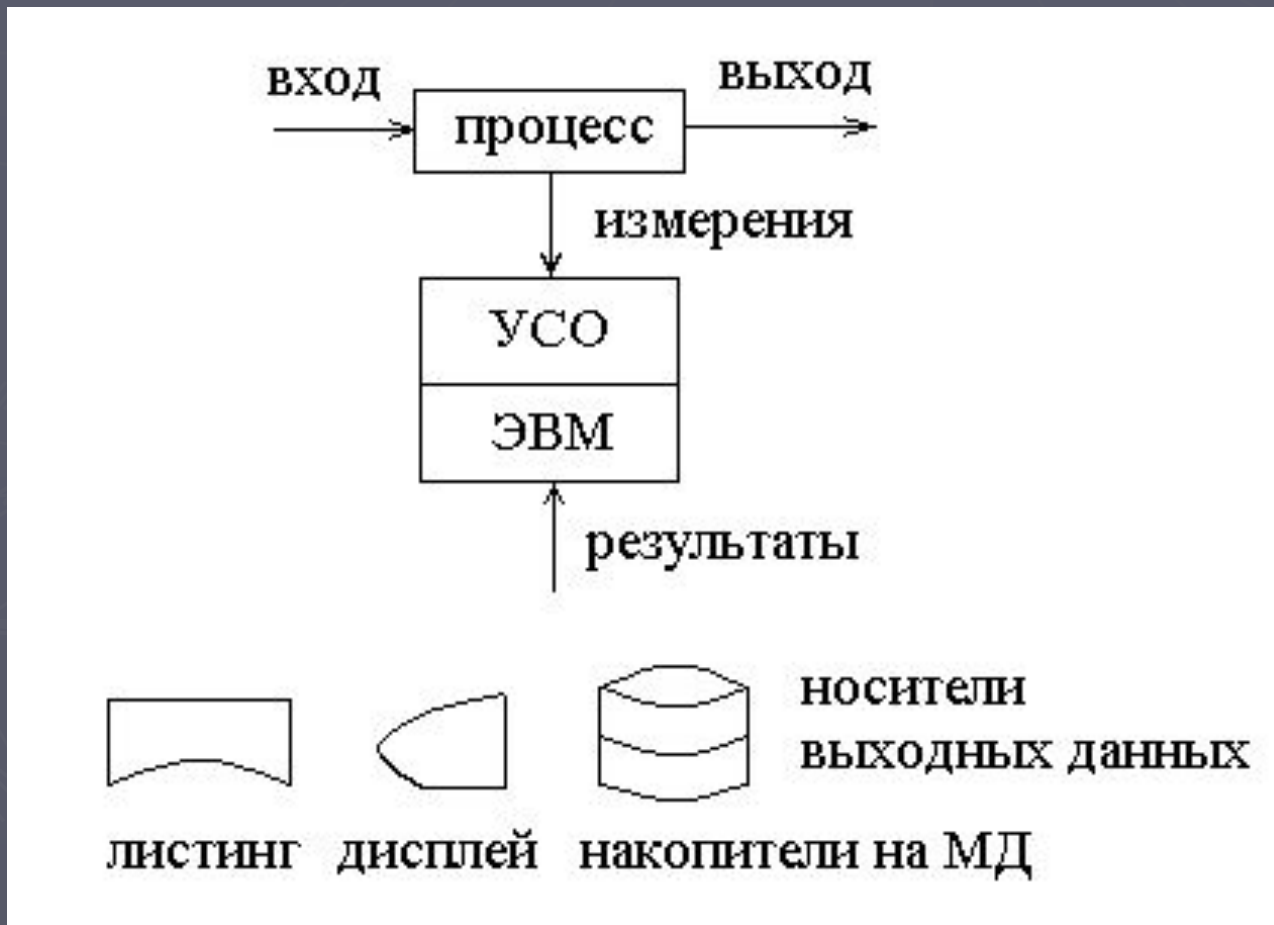 вход
выход
процесс
измерения
УСО
ЭВМ
результаты
носители
выходных данных
листинг
дисплей
накопители на МД